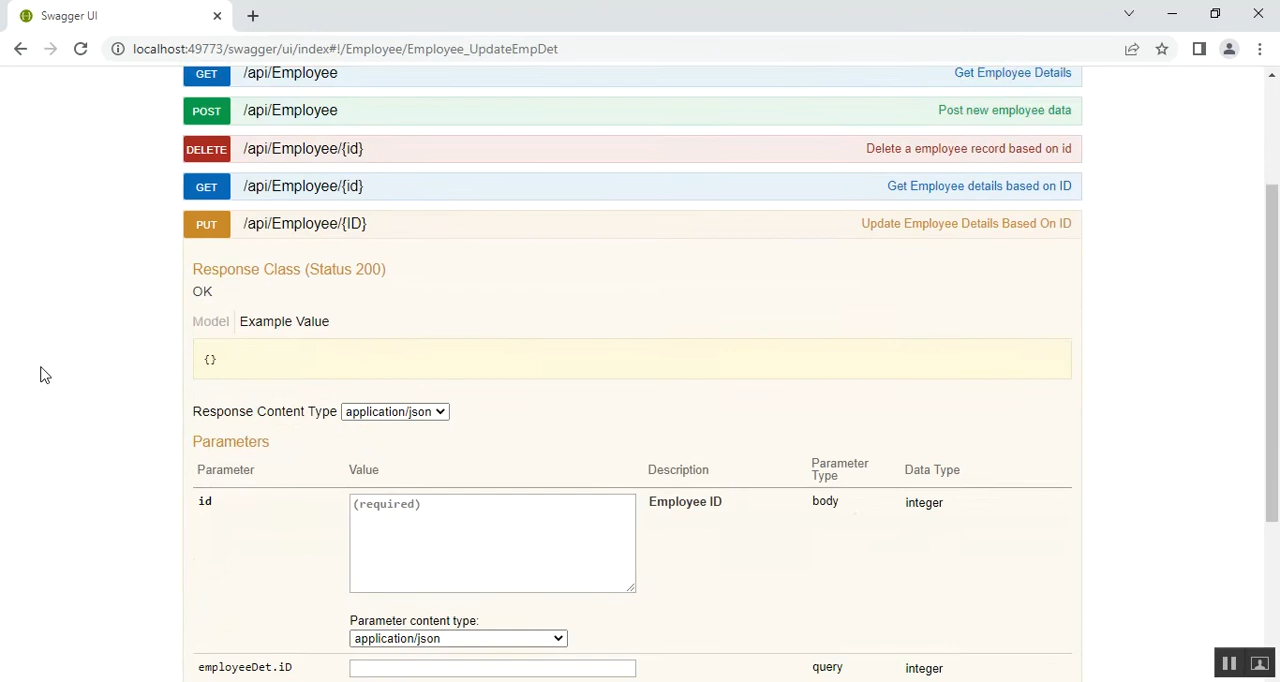 Swagger UI
localhost:49773/swagger/ui/index#!/Employee/Employee_UpdateEmpDet
GET /api/Employee Get Employee Details
POST /api/Employee Post new employee data
DELETE /api/Employee/{id} Delete a employee record based on id
GET /api/Employee/{id} Get Employee details based on ID
PUT /api/Employee/{ID} Update Employee Details Based On ID
Response Class (Status 200)
OK
Model Example Value
{}
Response Content Type application/json
Parameters
Parameter Value Description Parameter Type Data Type
id (required) Employee ID body integer
Parameter content type:
application/json
employeeDet.iD query integer